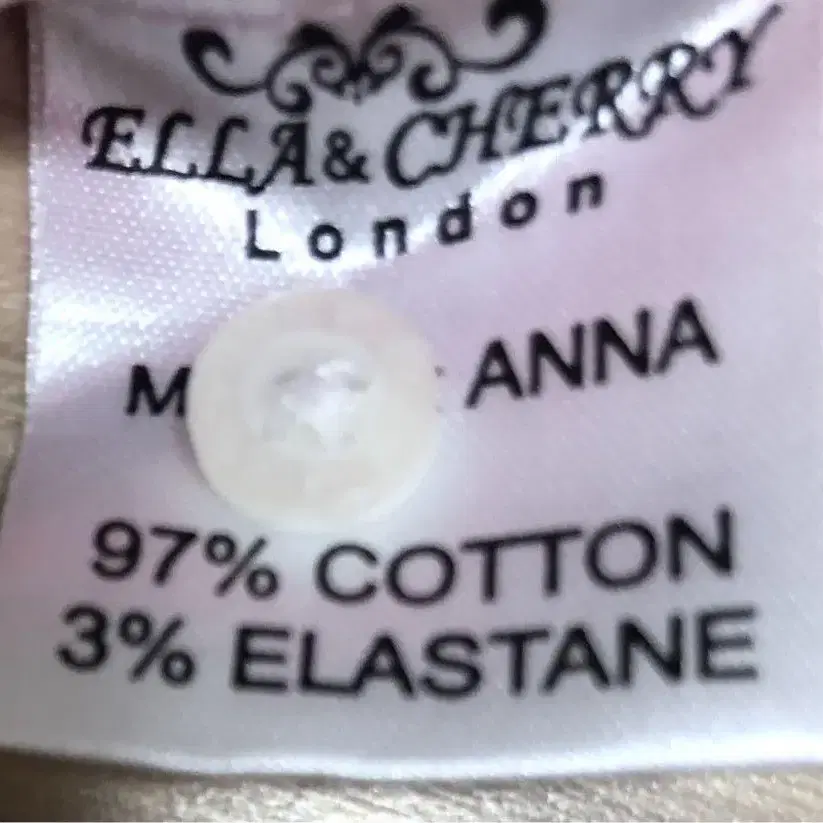 ELLA & CHERRY
London
: ANNA
97% COTTON
3% ELASTANE